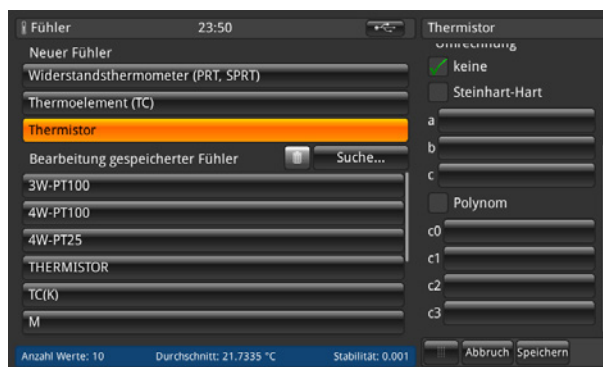 Fühler 23:50
Neuer Fühler
Widerstandsthermometer (PRT, SPRT)
Thermoelement (TC)
Thermistor
Bearbeitung gespeicherter Fühler Suche...
3W-PT100
4W-PT100
4W-PT25
THERMISTOR
TC(K)
M
Anzahl Werte: 10 Durchschnitt: 21.7335 °C Stabilität: 0.001
Thermistor
Umrechnung
keine
Steinhart-Hart
a
b
c
Polynom
c0
c1
c2
c3
Abbruch Speichern